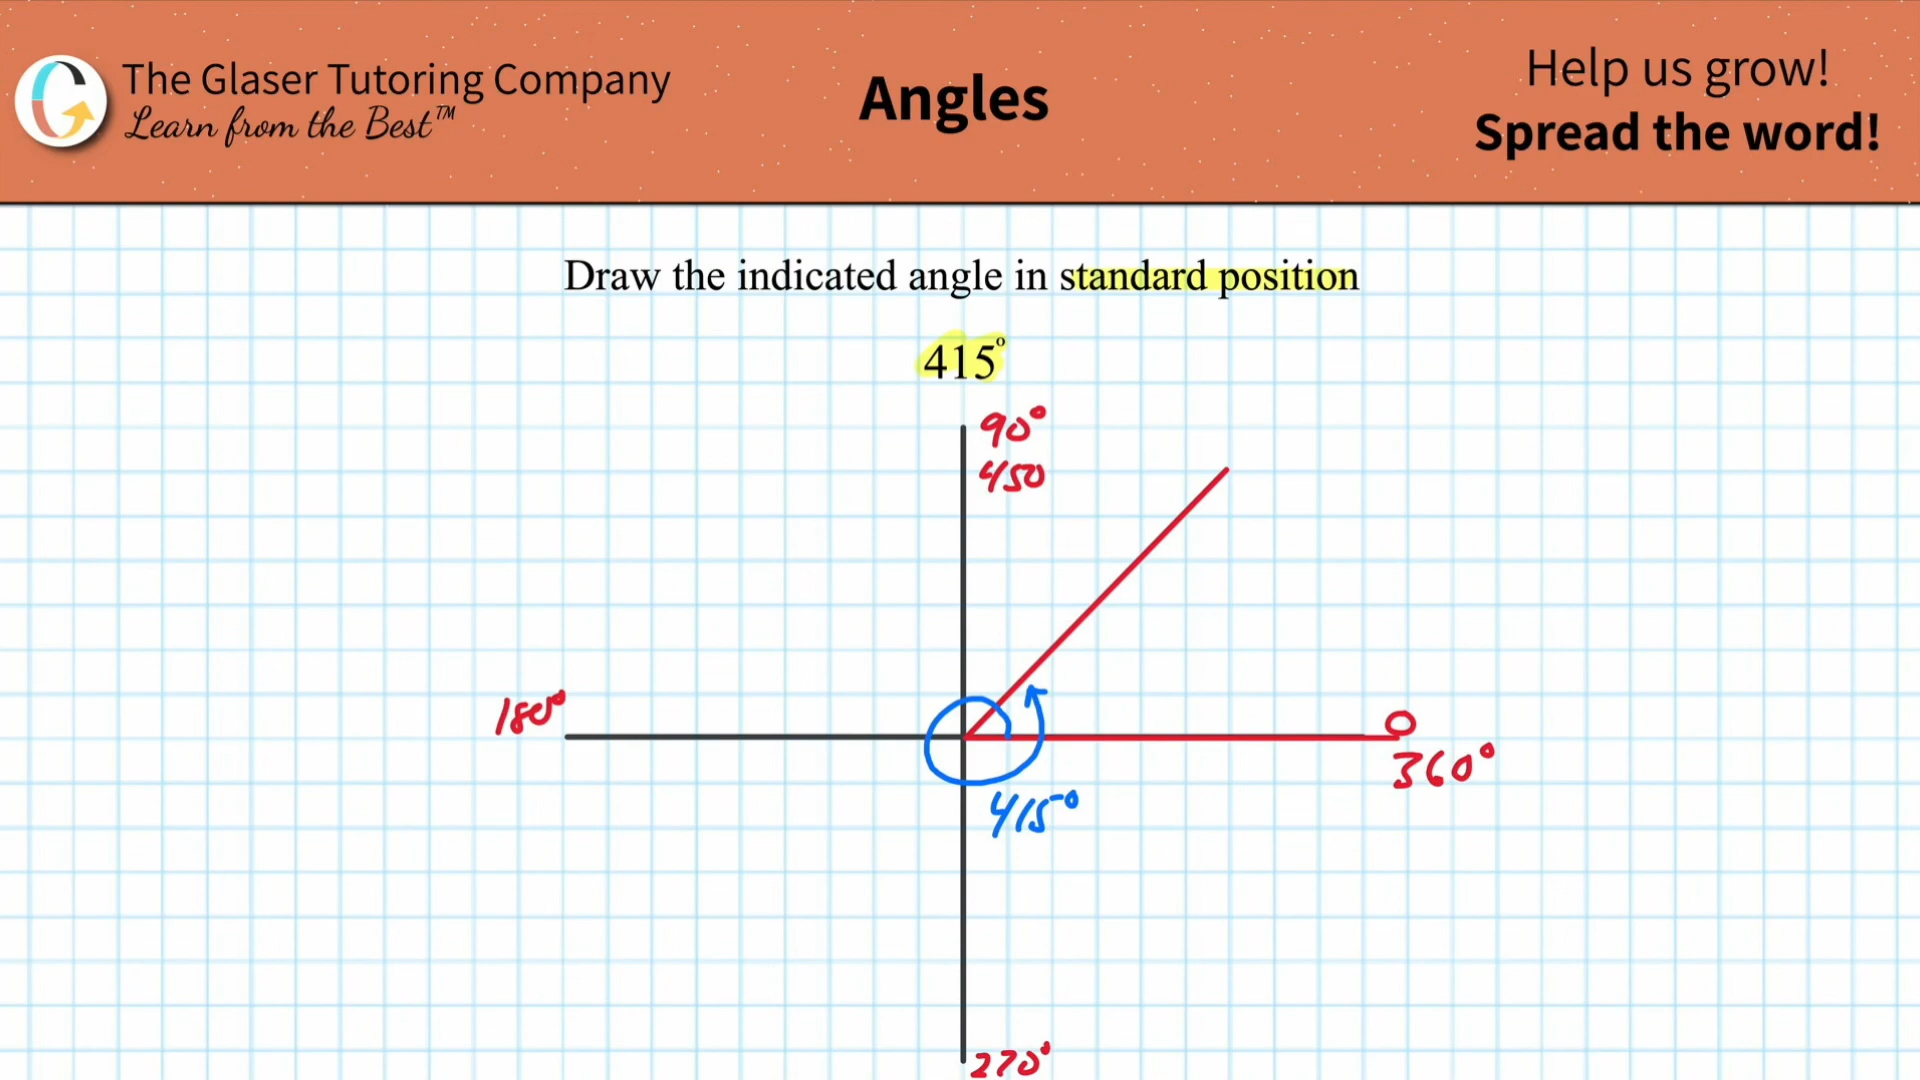 The Glaser Tutoring Company
Learn from the Best™
Angles
Help us grow!
Spread the word!
Draw the indicated angle in standard position
415°
90°
450
180°
0
360°
415°
270°